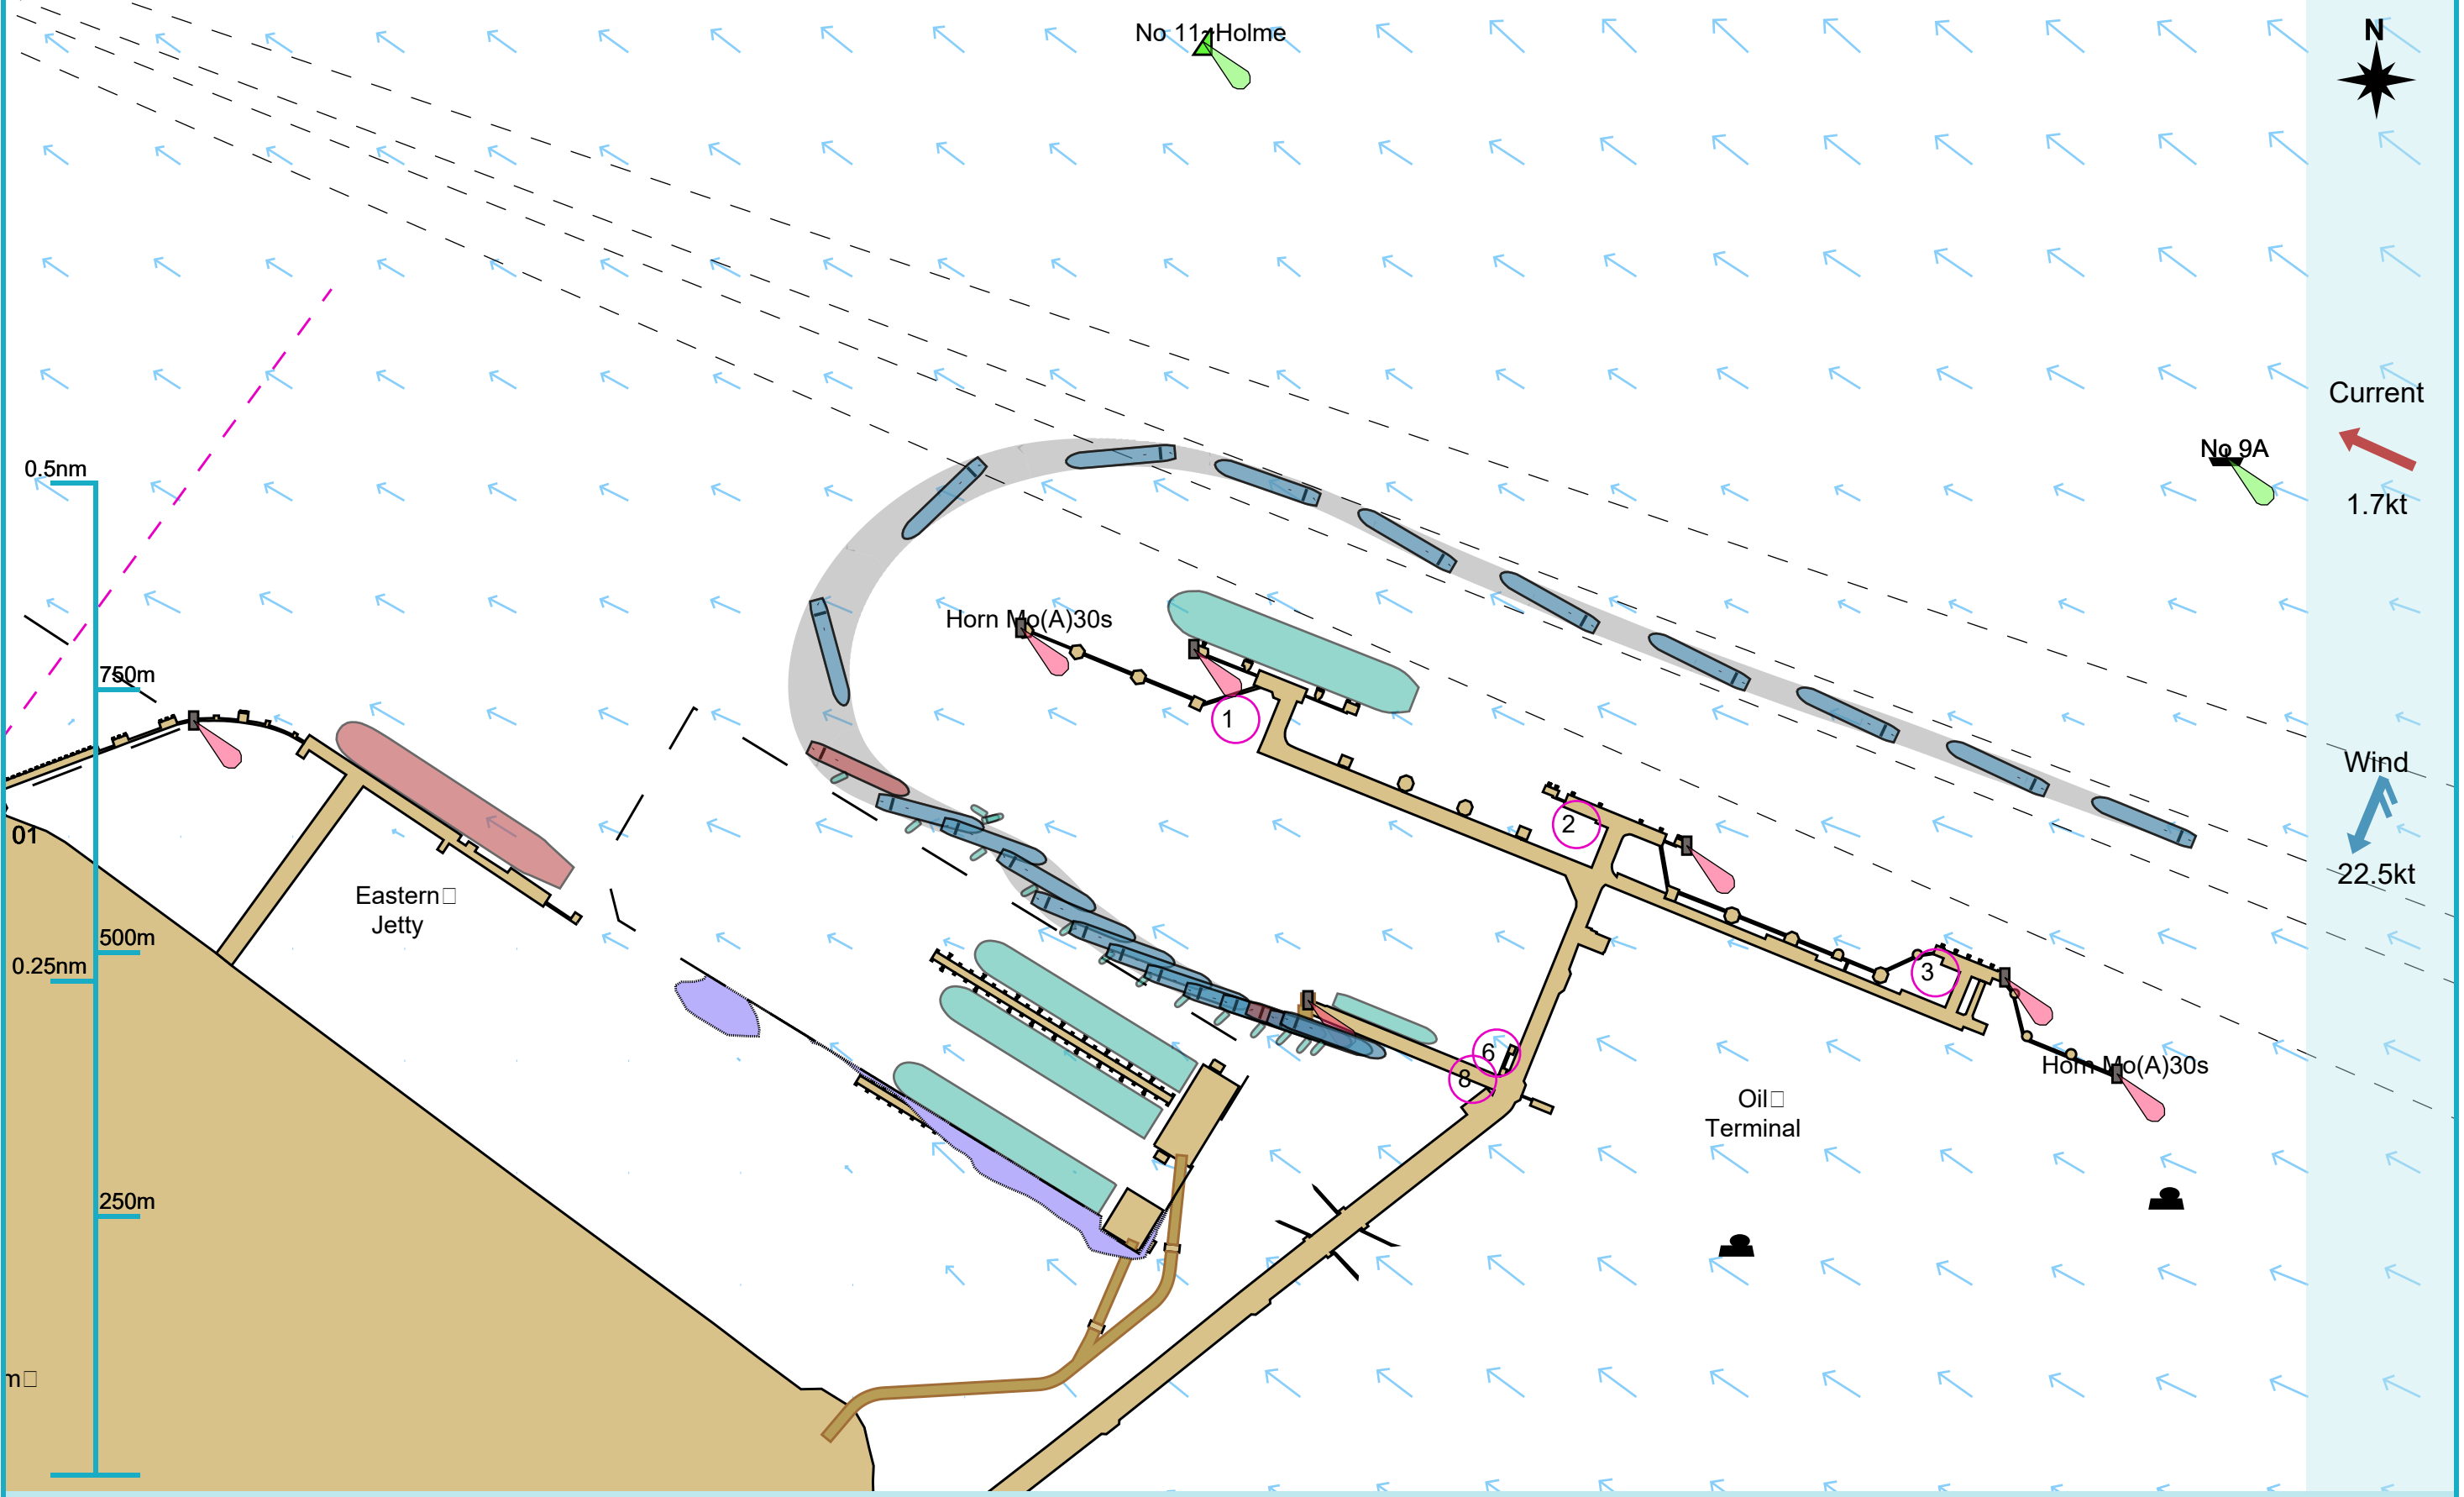 No 11-Holme
N
Current
1.7kt
No 9A
0.5nm
Horn Mo(A)30s
750m
1
Wind
22.5kt
2
01
Eastern
Jetty
500m
0.25nm
3
6
8
Horn Mo(A)30s
Oil
Terminal
250m
m